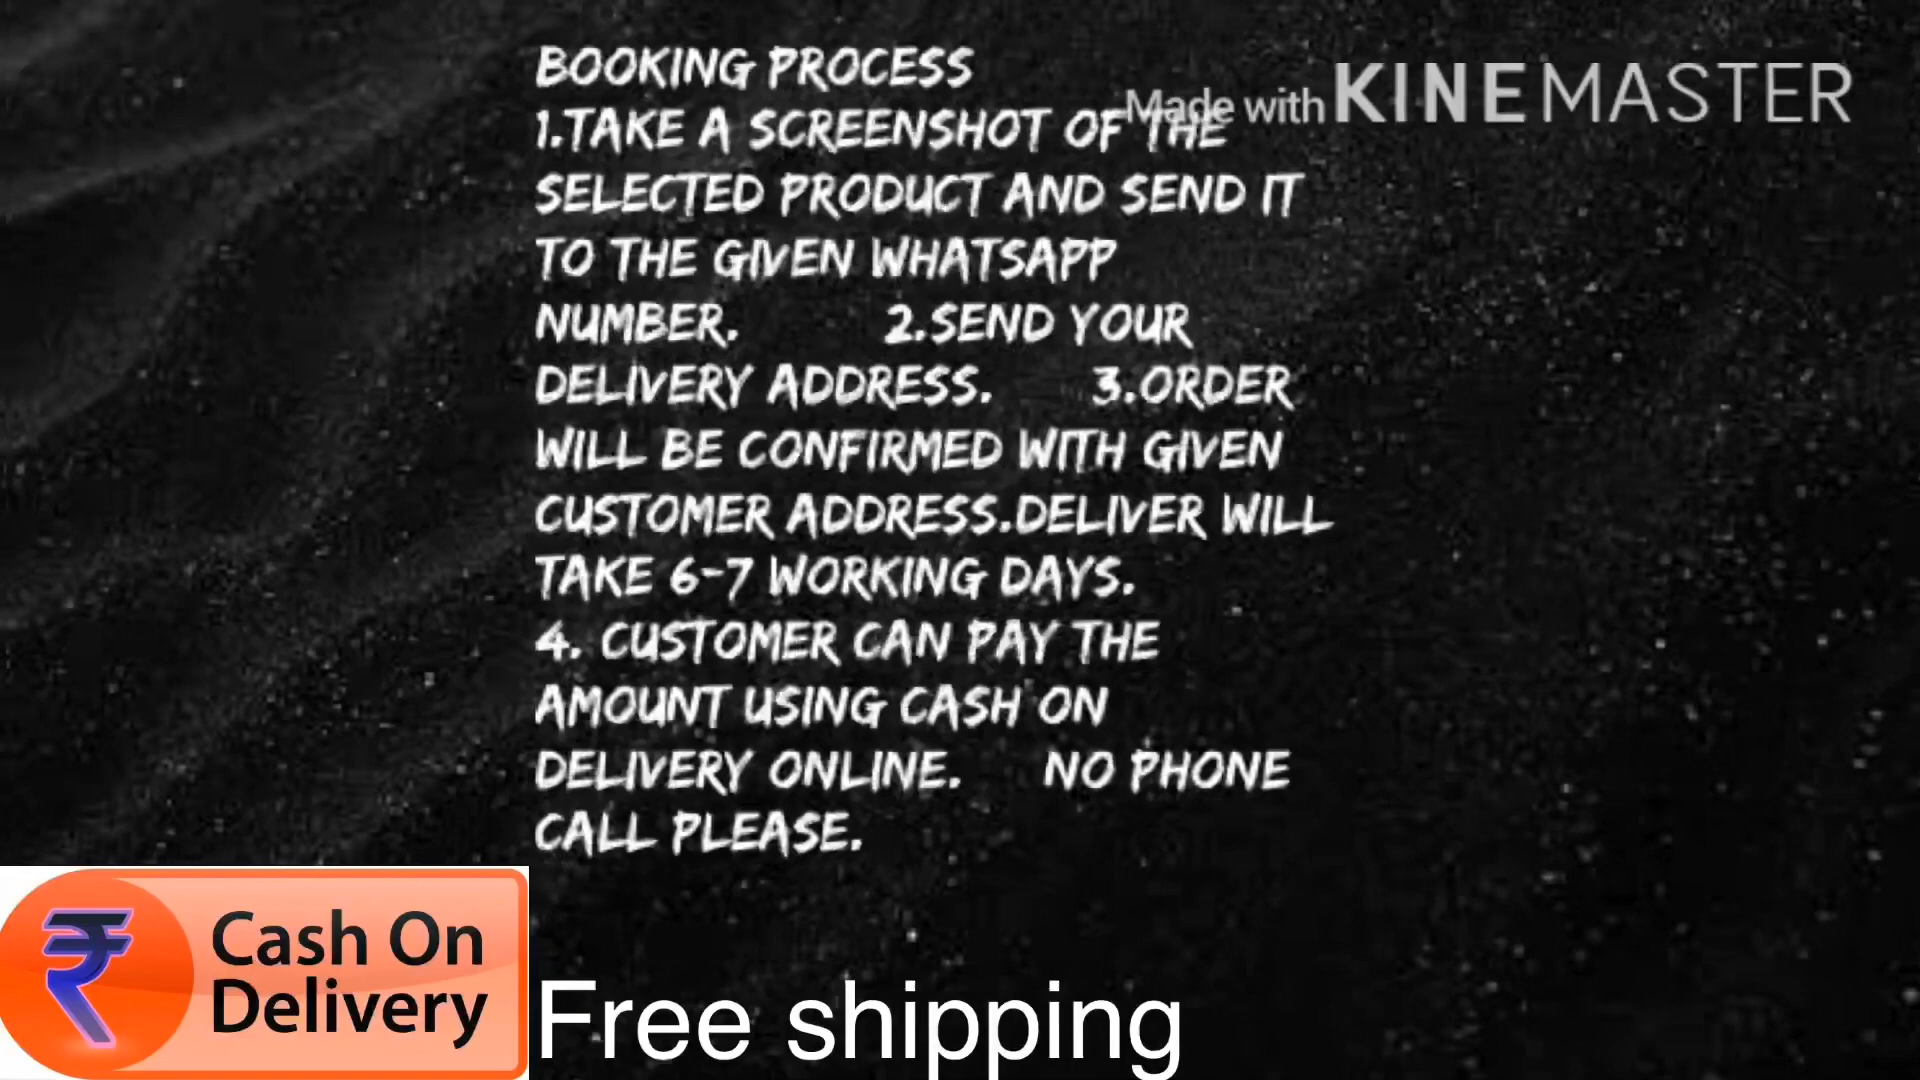 BOOKING PROCESS
Made with KINEMASTER
1.TAKE A SCREENSHOT OF THE
SELECTED PRODUCT AND SEND IT
TO THE GIVEN WHATSAPP
NUMBER. 2.SEND YOUR
DELIVERY ADDRESS. 3.ORDER
WILL BE CONFIRMED WITH GIVEN
CUSTOMER ADDRESS.DELIVER WILL
TAKE 6-7 WORKING DAYS.
4. CUSTOMER CAN PAY THE
AMOUNT USING CASH ON
DELIVERY ONLINE. NO PHONE
CALL PLEASE.
₹
Cash On
Delivery
Free shipping